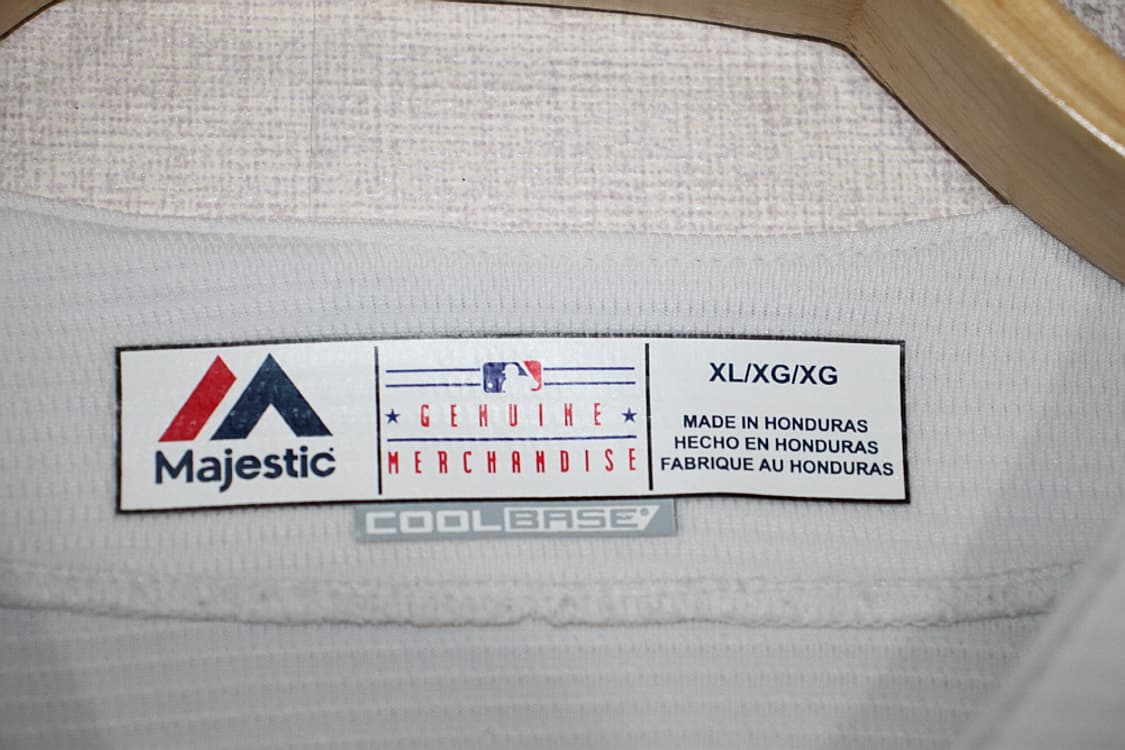 Majestic
GENUINE
MERCHANDISE
XL/XG/XG
MADE IN HONDURAS
HECHO EN HONDURAS
FABRIQUE AU HONDURAS
COOLBASE